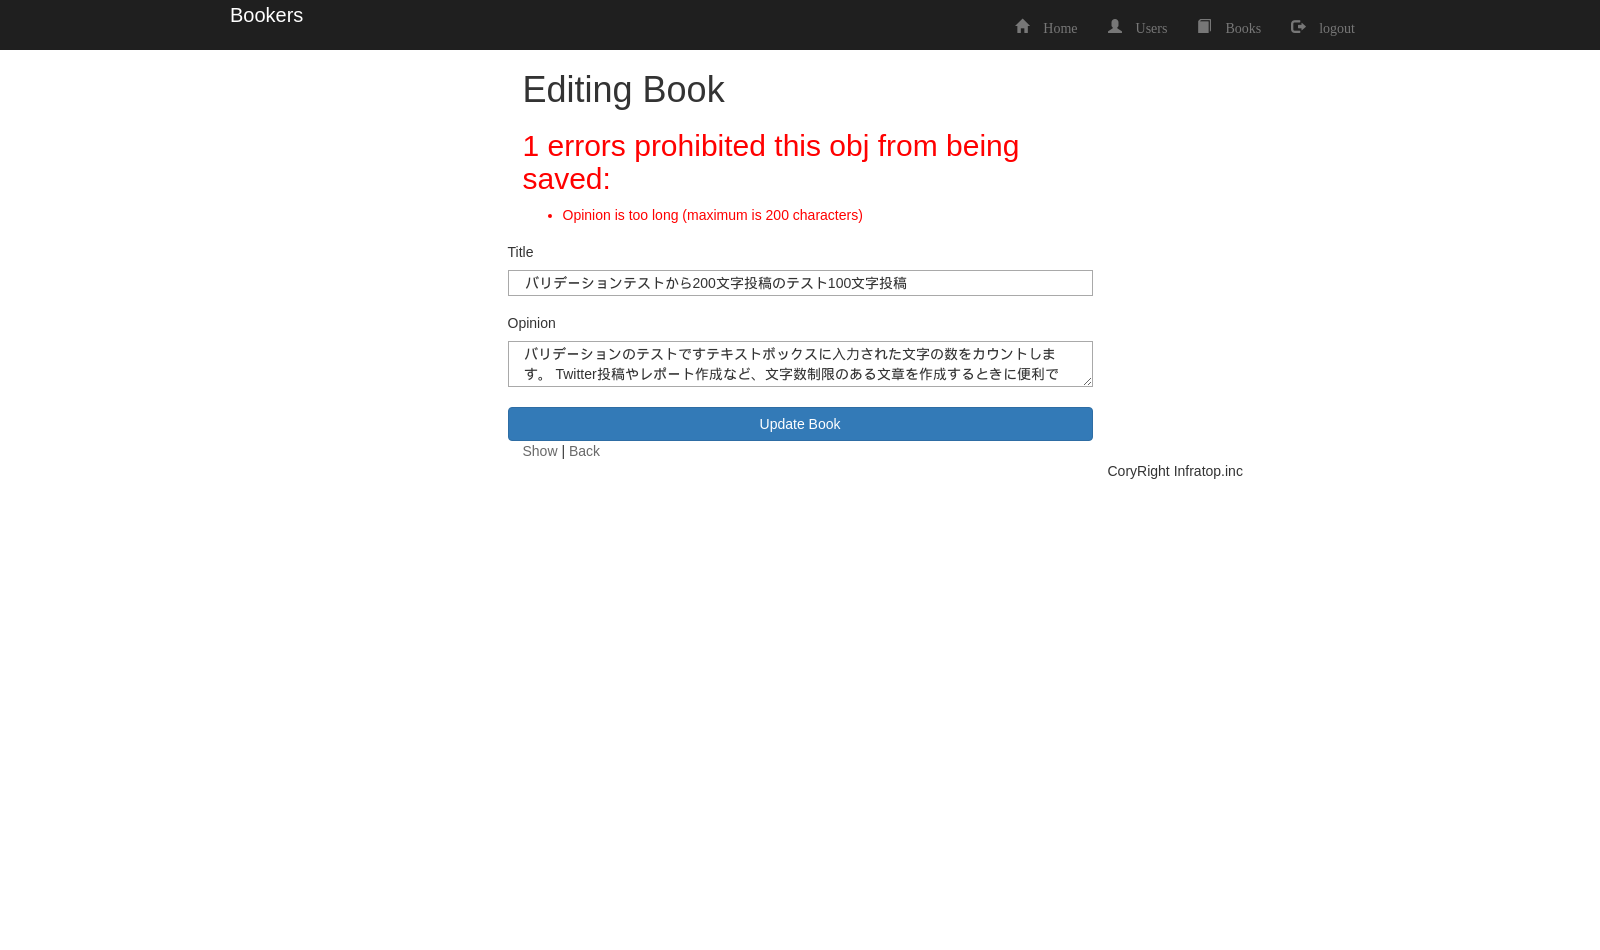 Bookers
Home Users Books logout
Editing Book
1 errors prohibited this obj from being
saved:
Opinion is too long (maximum is 200 characters)
Title
バリデーションテストから200文字投稿のテスト100文字投稿
Opinion
バリデーションのテストですテキストボックスに入力された文字の数をカウントしま
す。 Twitter投稿やレポート作成など、文字数制限のある文章を作成するときに便利で
Update Book
Show | Back
CoryRight Infratop.inc